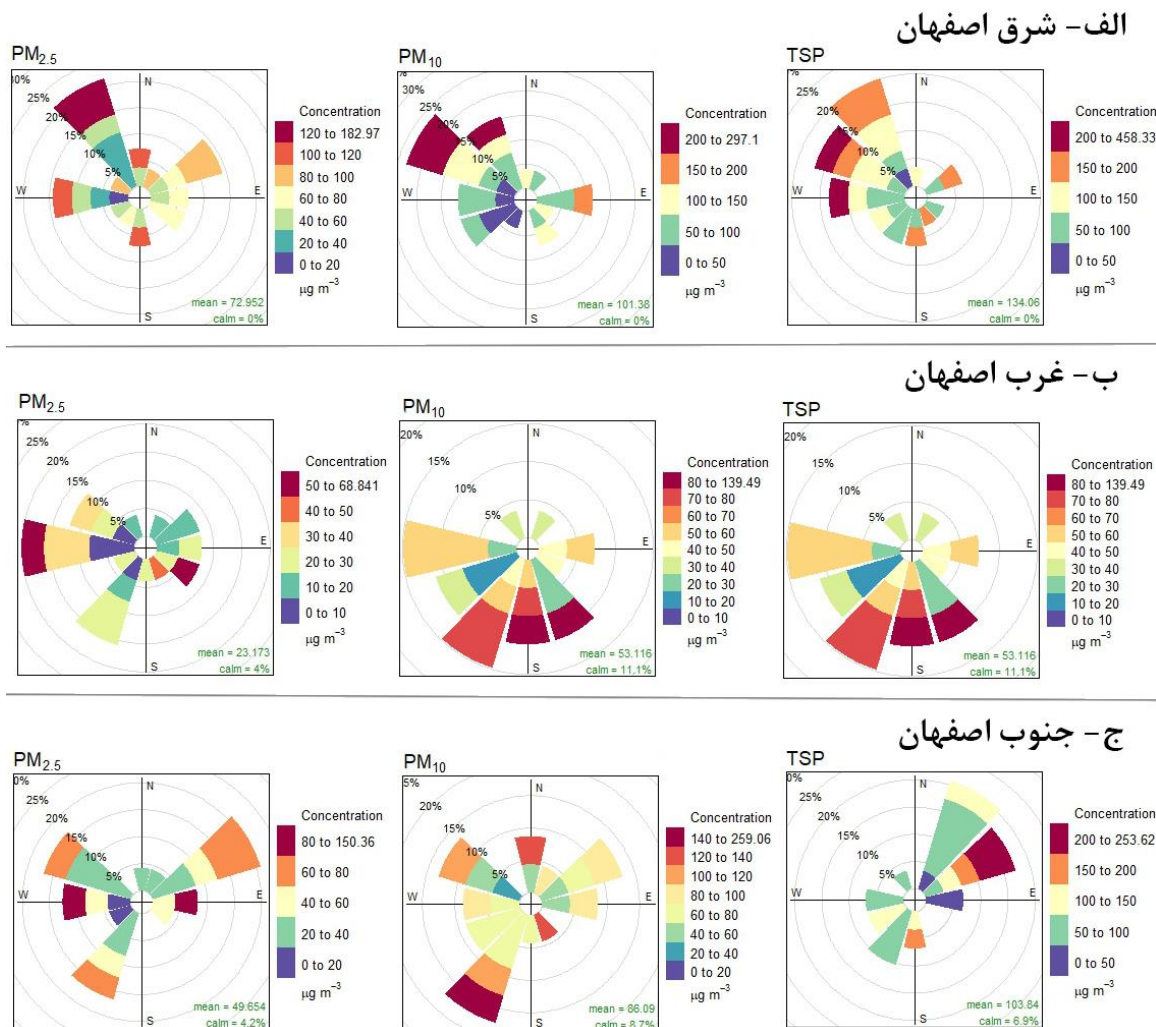 الف- شرق اصفهان
PM2.5
30%
25%
20%
15%
10%
5%
N
W
E
S
mean = 72.952
calm = 0%
Concentration
120 to 182.97
100 to 120
80 to 100
60 to 80
40 to 60
20 to 40
0 to 20
μg m−3
PM10
%
30%
25%
20%
15%
10%
5%
N
W
E
S
mean = 101.38
calm = 0%
Concentration
200 to 297.1
150 to 200
100 to 150
50 to 100
0 to 50
μg m−3
TSP
%
25%
20%
15%
10%
5%
N
W
E
S
mean = 134.06
calm = 0%
Concentration
200 to 458.33
150 to 200
100 to 150
50 to 100
0 to 50
μg m−3
ب- غرب اصفهان
PM2.5
%
25%
20%
15%
10%
5%
N
W
E
S
mean = 23.173
calm = 4%
Concentration
50 to 68.841
40 to 50
30 to 40
20 to 30
10 to 20
0 to 10
μg m−3
PM10
20%
15%
10%
5%
N
W
E
S
mean = 53.116
calm = 11.1%
Concentration
80 to 139.49
70 to 80
60 to 70
50 to 60
40 to 50
30 to 40
20 to 30
10 to 20
0 to 10
μg m−3
TSP
20%
15%
10%
5%
N
W
E
S
mean = 53.116
calm = 11.1%
Concentration
80 to 139.49
70 to 80
60 to 70
50 to 60
40 to 50
30 to 40
20 to 30
10 to 20
0 to 10
μg m−3
ج- جنوب اصفهان
PM2.5
0%
25%
20%
15%
10%
5%
N
W
E
S
mean = 49.654
calm = 4.2%
Concentration
80 to 150.36
60 to 80
40 to 60
20 to 40
0 to 20
μg m−3
PM10
5%
20%
15%
10%
5%
N
W
E
S
mean = 86.09
calm = 8.7%
Concentration
140 to 259.06
120 to 140
100 to 120
80 to 100
60 to 80
40 to 60
20 to 40
0 to 20
μg m−3
TSP
0%
25%
20%
15%
10%
5%
N
W
E
S
mean = 103.84
calm = 6.9%
Concentration
200 to 253.62
150 to 200
100 to 150
50 to 100
0 to 50
μg m−3